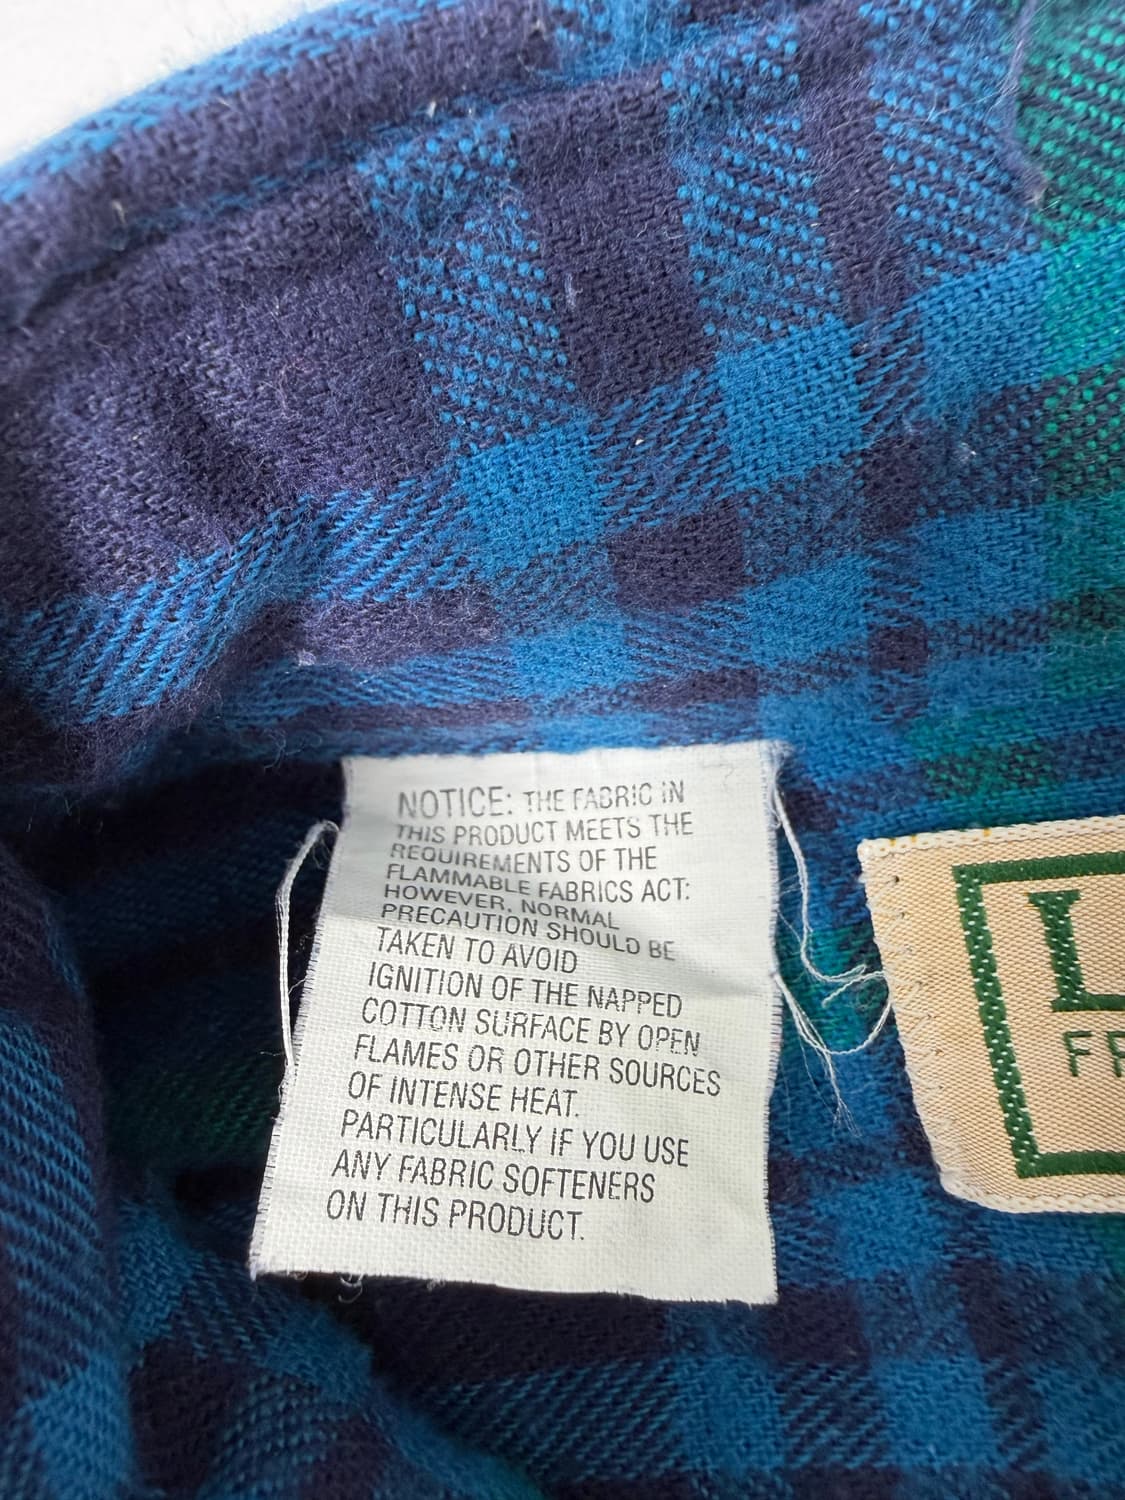 NOTICE: THE FABRIC IN
THIS PRODUCT MEETS THE
REQUIREMENTS OF THE
FLAMMABLE FABRICS ACT:
HOWEVER, NORMAL
PRECAUTION SHOULD BE
TAKEN TO AVOID
IGNITION OF THE NAPPED
COTTON SURFACE BY OPEN
FLAMES OR OTHER SOURCES
OF INTENSE HEAT.
PARTICULARLY IF YOU USE
ANY FABRIC SOFTENERS
ON THIS PRODUCT.